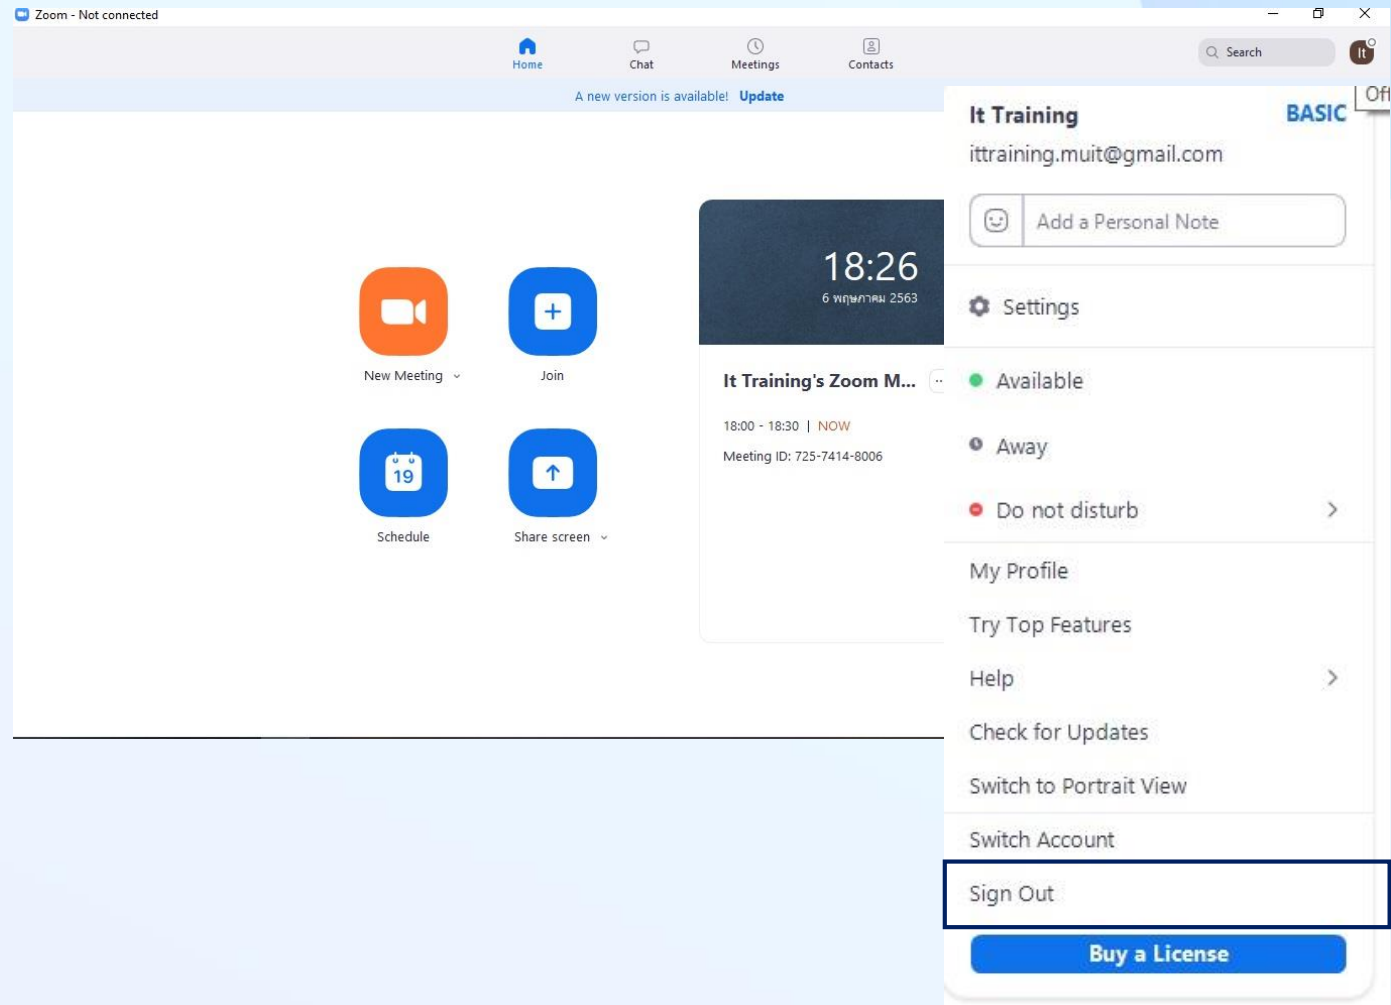 Zoom - Not connected
Home
Chat
Meetings
Contacts
Search
It
A new version is available! Update
It Training
BASIC
ittraining.muit@gmail.com
Add a Personal Note
18:26
6 พฤษภาคม 2563
Settings
New Meeting
Join
It Training's Zoom M...
Available
18:00 - 18:30 | NOW
Away
Meeting ID: 725-7414-8006
19
Do not disturb
Schedule
Share screen
My Profile
Try Top Features
Help
Check for Updates
Switch to Portrait View
Switch Account
Sign Out
Buy a License